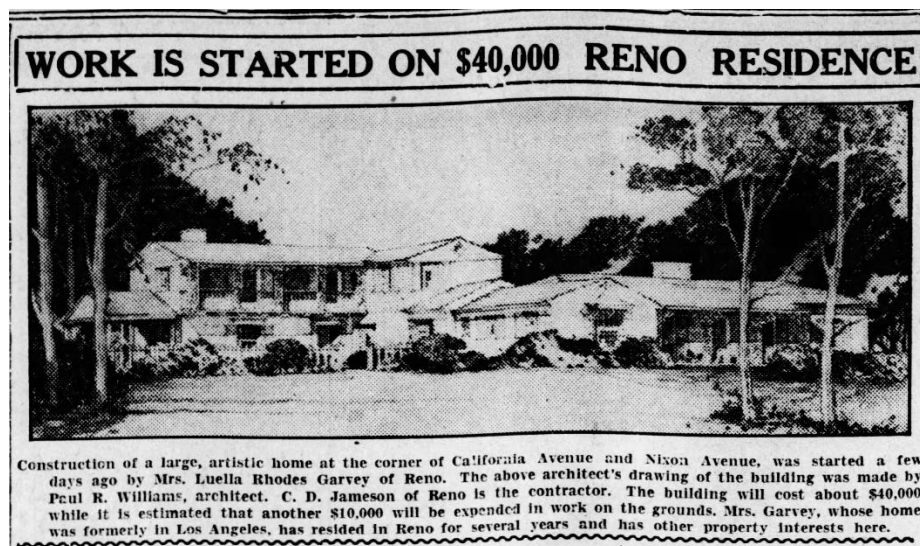 WORK IS STARTED ON $40,000 RENO RESIDENCE
Construction of a large, artistic home at the corner of California Avenue and Nixon Avenue, was started a few
days ago by Mrs. Luella Rhodes Garvey of Reno. The above architect's drawing of the building was made by
Paul R. Williams, architect. C. D. Jameson of Reno is the contractor. The building will cost about $40,000
while it is estimated that another $10,000 will be expended in work on the grounds. Mrs. Garvey, whose home
was formerly in Los Angeles, has resided in Reno for several years and has other property interests here.